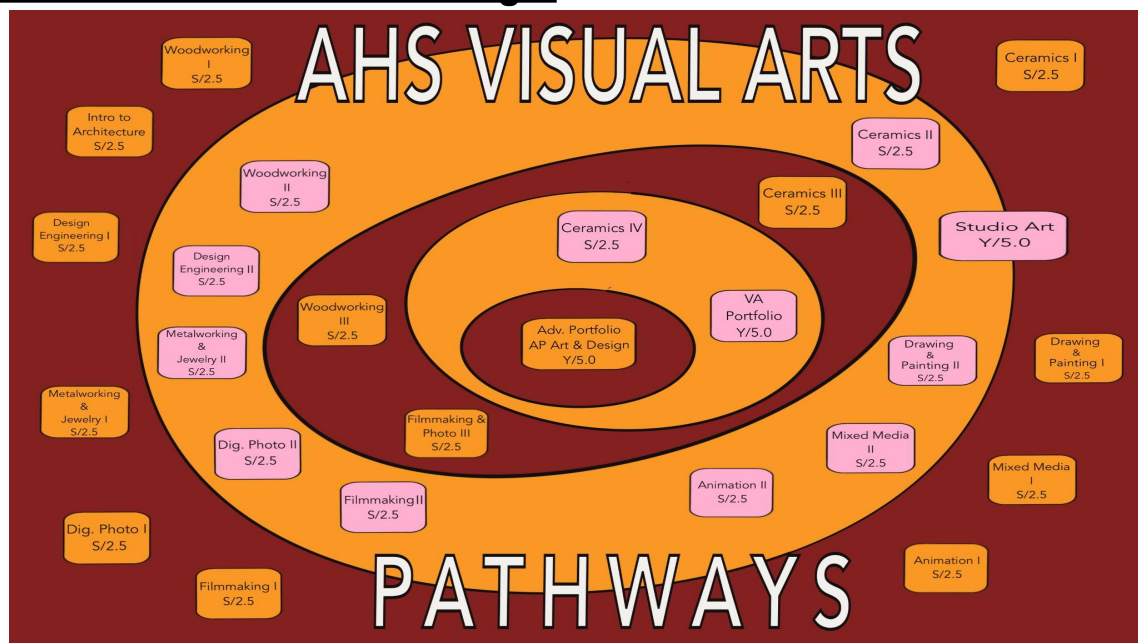 AHS VISUAL ARTS
Woodworking
I
S/2.5
Ceramics I
S/2.5
Intro to
Architecture
S/2.5
Ceramics II
S/2.5
Woodworking
II
S/2.5
Ceramics III
S/2.5
Design
Engineering I
S/2.5
Ceramics IV
S/2.5
Studio Art
Y/5.0
Design
Engineering II
S/2.5
Woodworking
III
S/2.5
VA
Portfolio
Y/5.0
Adv. Portfolio
AP Art & Design
Y/5.0
Metalworking
&
Jewelry II
S/2.5
Drawing
&
Painting II
S/2.5
Drawing
&
Painting I
S/2.5
Metalworking
&
Jewelry I
S/2.5
Filmmaking &
Photo III
S/2.5
Dig. Photo II
S/2.5
Mixed Media
II
S/2.5
Mixed Media
I
S/2.5
Filmmaking II
S/2.5
Animation II
S/2.5
Dig. Photo I
S/2.5
Filmmaking I
S/2.5
Animation I
S/2.5
PATHWAYS